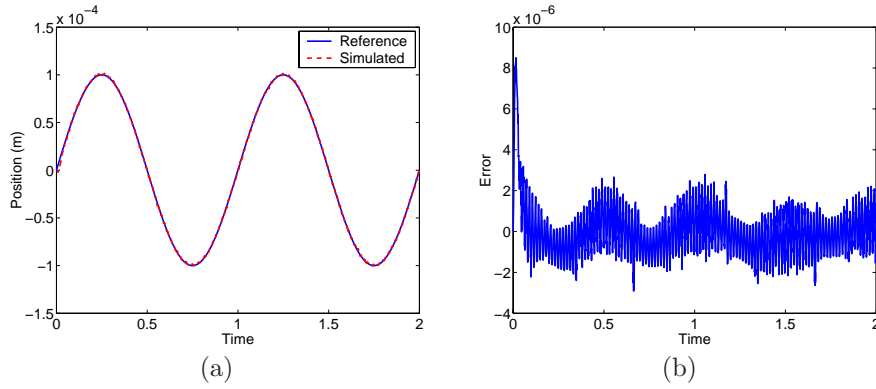 x 10⁻⁴
1.5
1
0.5
0
−0.5
−1
−1.5
Position (m)
0 0.5 1 1.5 2
Time
Reference
Simulated
(a)
x 10⁻⁶
10
8
6
4
2
0
−2
−4
Error
0 0.5 1 1.5 2
Time
(b)